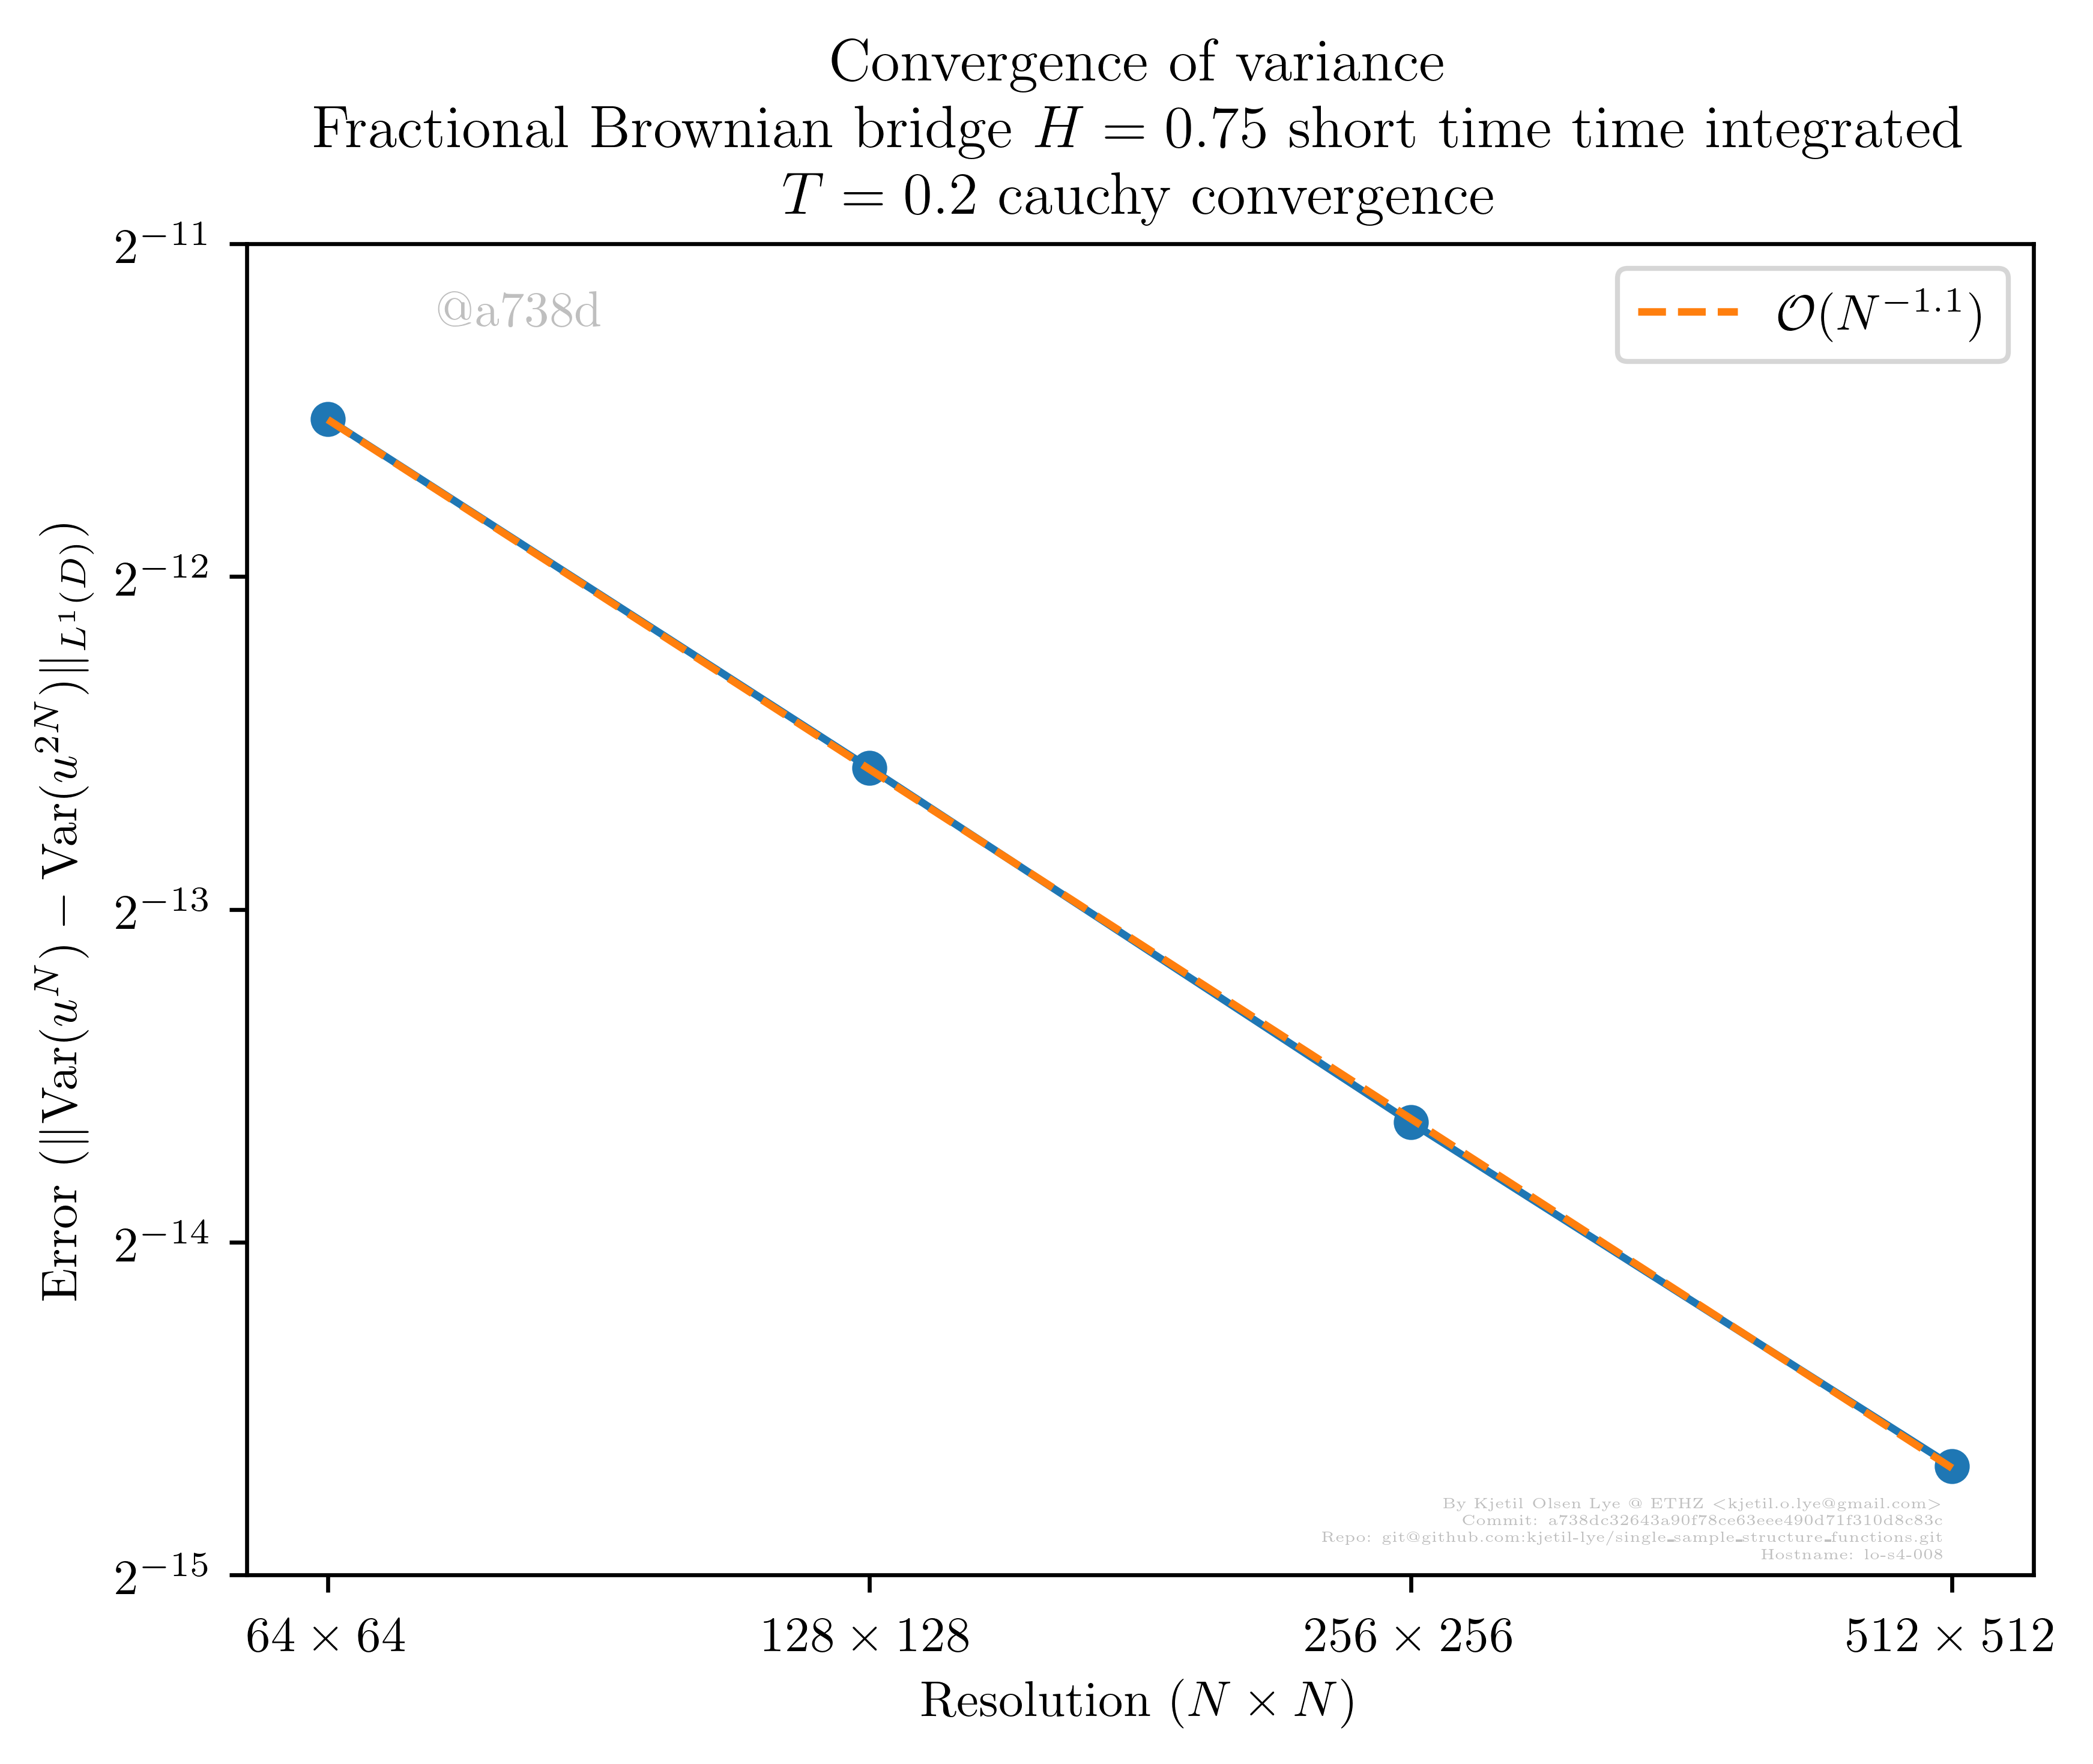 Convergence of variance
Fractional Brownian bridge H = 0.75 short time time integrated
T = 0.2 cauchy convergence
@a738d
𝒪(N^{-1.1})
2^{-11}
2^{-12}
2^{-13}
2^{-14}
2^{-15}
Error (||Var(u^N) − Var(u^{2N})||_{L^1(D)})
By Kjetil Olsen Lye @ ETHZ <kjetil.o.lye@gmail.com>
Commit: a738dc32643a90f78ce63eee490d71f310d8c83c
Repo: git@github.com:kjetil-lye/single_sample_structure_functions.git
Hostname: lo-s4-008
64 × 64
128 × 128
256 × 256
512 × 512
Resolution (N × N)